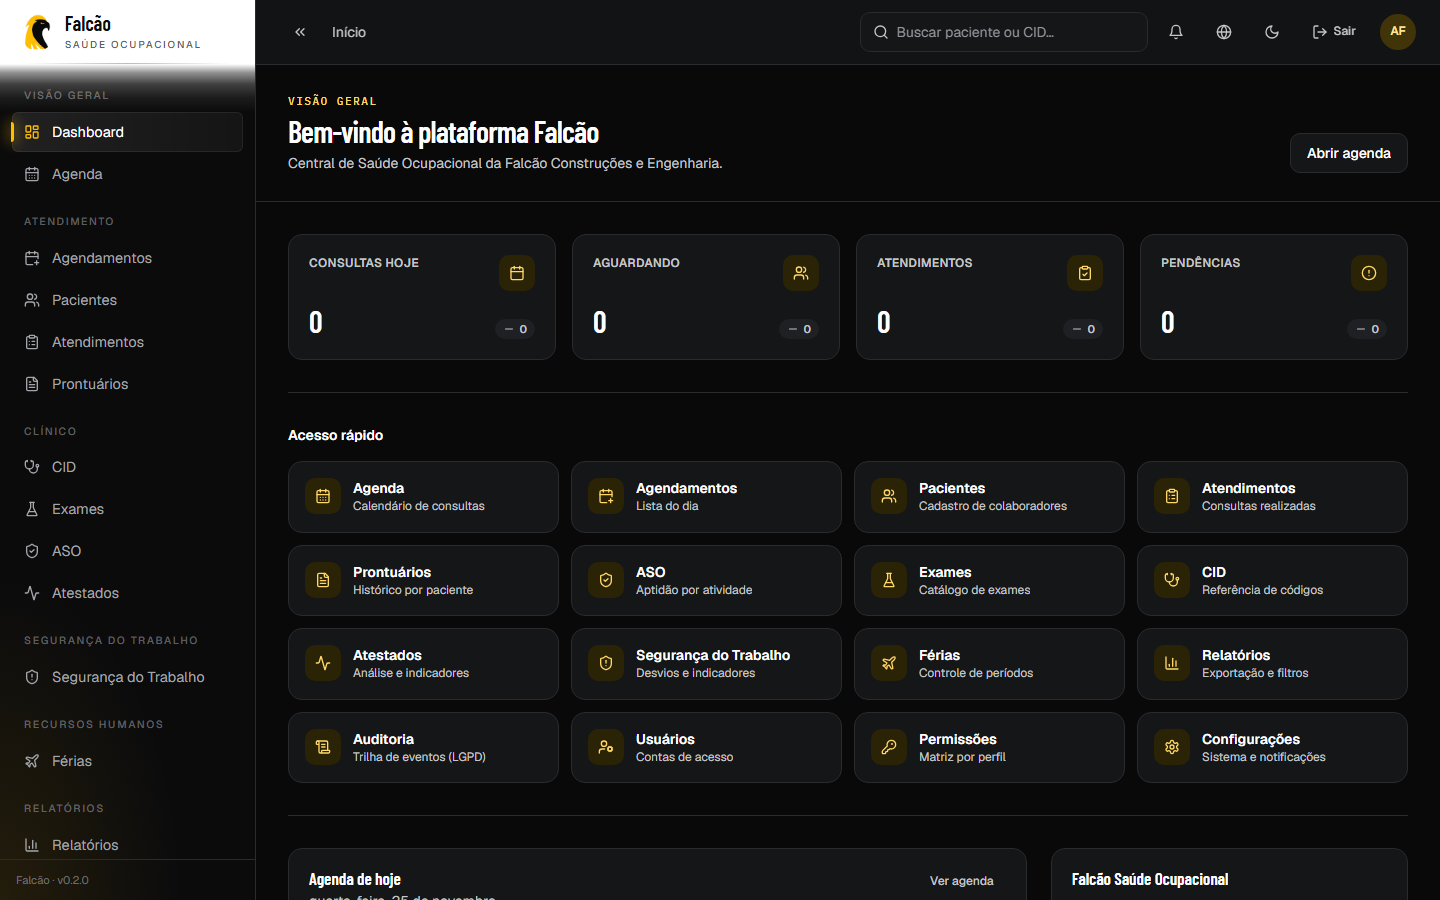 Falcão
SAÚDE OCUPACIONAL
VISÃO GERAL
Dashboard
Agenda
ATENDIMENTO
Agendamentos
Pacientes
Atendimentos
Prontuários
CLÍNICO
CID
Exames
ASO
Atestados
SEGURANÇA DO TRABALHO
Segurança do Trabalho
RECURSOS HUMANOS
Férias
RELATÓRIOS
Relatórios
Falcão · v0.2.0
Início
Buscar paciente ou CID...
Sair
AF
VISÃO GERAL
Bem-vindo à plataforma Falcão
Central de Saúde Ocupacional da Falcão Construções e Engenharia.
Abrir agenda
CONSULTAS HOJE
0
— 0
AGUARDANDO
0
— 0
ATENDIMENTOS
0
— 0
PENDÊNCIAS
0
— 0
Acesso rápido
Agenda
Calendário de consultas
Agendamentos
Lista do dia
Pacientes
Cadastro de colaboradores
Atendimentos
Consultas realizadas
Prontuários
Histórico por paciente
ASO
Aptidão por atividade
Exames
Catálogo de exames
CID
Referência de códigos
Atestados
Análise e indicadores
Segurança do Trabalho
Desvios e indicadores
Férias
Controle de períodos
Relatórios
Exportação e filtros
Auditoria
Trilha de eventos (LGPD)
Usuários
Contas de acesso
Permissões
Matriz por perfil
Configurações
Sistema e notificações
Agenda de hoje
quarta-feira, 25 de novembro
Ver agenda
Falcão Saúde Ocupacional